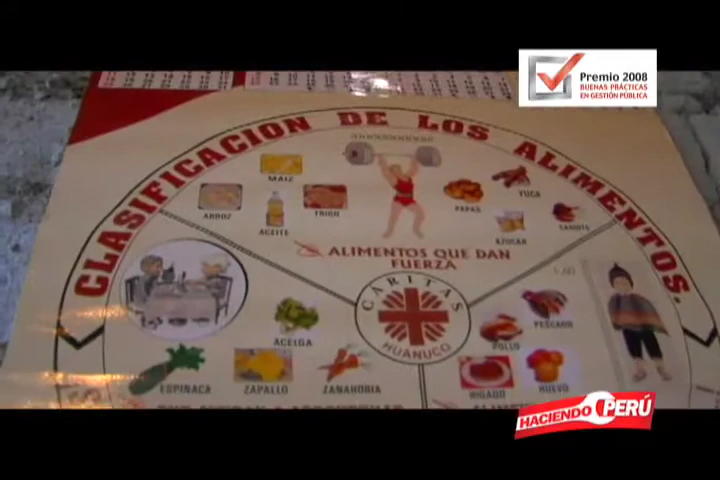 Premio 2008
BUENAS PRÁCTICAS
EN GESTIÓN PÚBLICA
CLASIFICACION DE LOS ALIMENTOS.
MAIZ
ARROZ
ACEITE
TRIGO
PAPAS
YUCA
AZUCAR
CAMOTE
ALIMENTOS QUE DAN
FUERZA
CARITAS
HUANUCO
ACELGA
ESPINACA
ZAPALLO
ZANAHORIA
PESCADO
POLLO
HIGADO
HUEVO
HACIENDO PERÚ